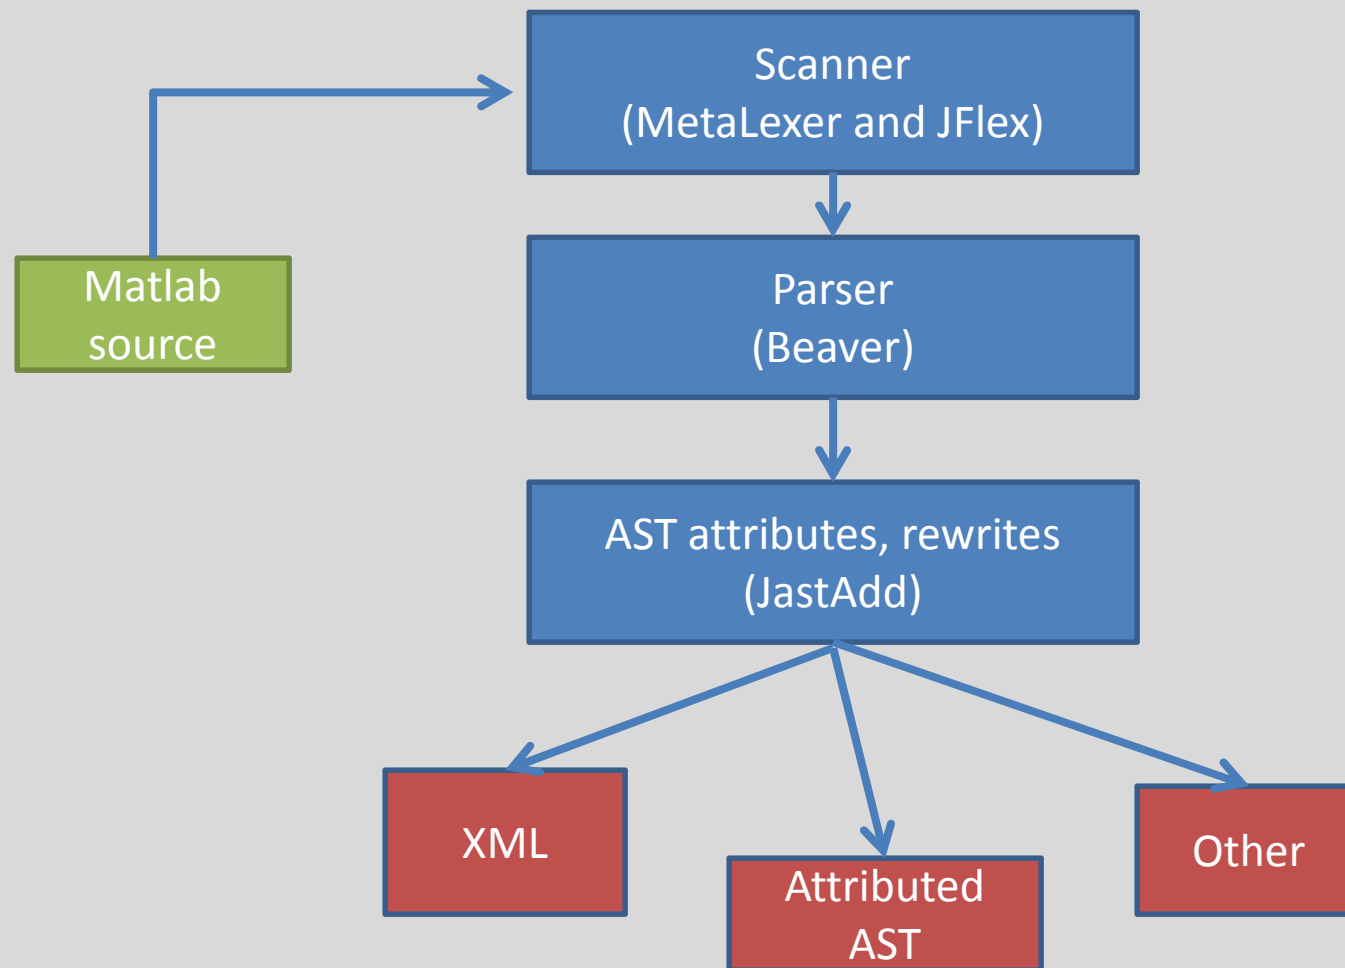 Scanner
(MetaLexer and JFlex)
Matlab
source
Parser
(Beaver)
AST attributes, rewrites
(JastAdd)
XML
Attributed
AST
Other